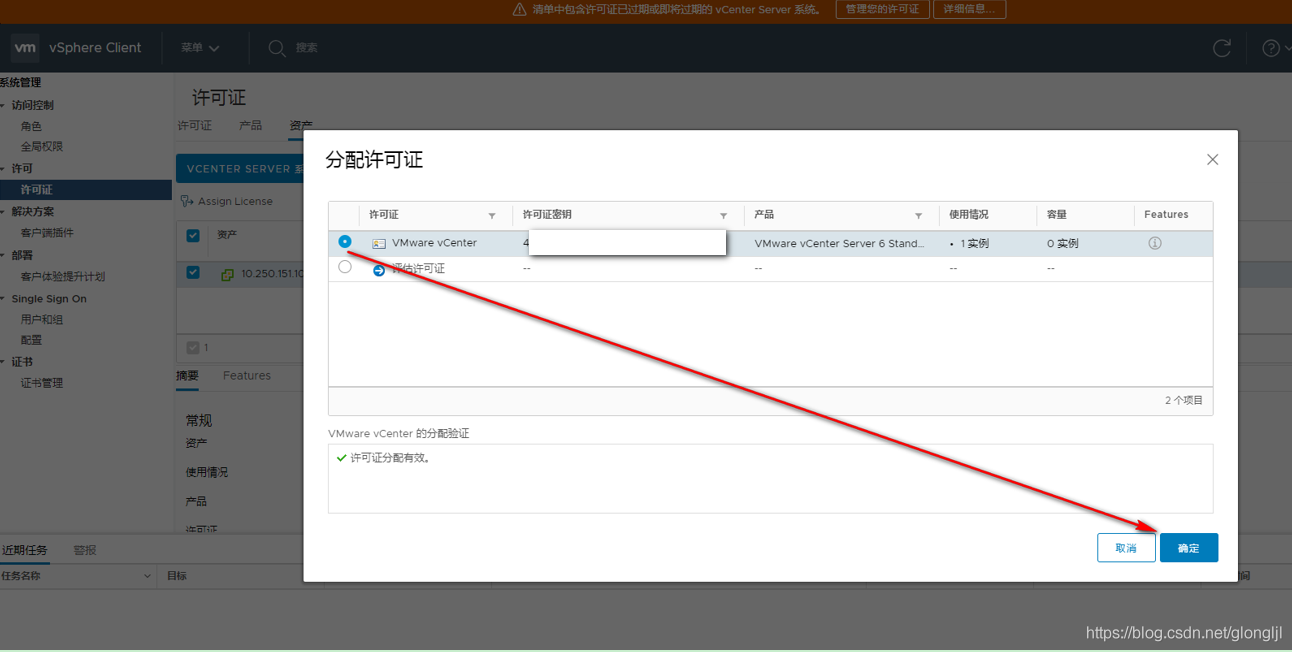 清单中包含许可证已过期或即将过期的 vCenter Server 系统。 管理您的许可证 详细信息...
vm vSphere Client 菜单 搜索
系统管理
访问控制
角色
全局权限
许可
许可证
解决方案
客户端插件
部署
客户体验提升计划
Single Sign On
用户和组
配置
证书
证书管理
许可证
许可证 产品 资产
VCENTER SERVER 系
Assign License
资产
10.250.151.10
1
摘要 Features
常规
资产
使用情况
产品
许可证
分配许可证
许可证 许可证密钥 产品 使用情况 容量 Features
VMware vCenter 4 VMware vCenter Server 6 Stand... • 1 实例 0 实例
评估许可证 -- -- -- --
2 个项目
VMware vCenter 的分配验证
许可证分配有效。
取消 确定
近期任务 警报
任务名称 目标 间
https://blog.csdn.net/glongljl